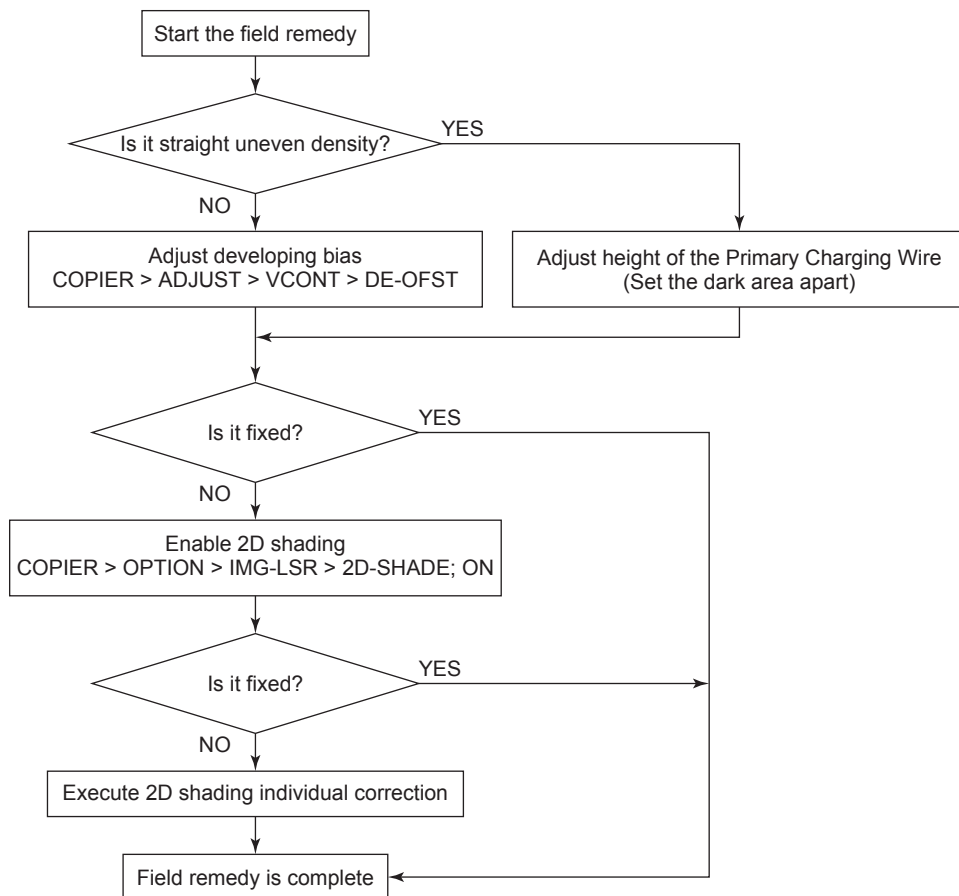 Start the field remedy
Is it straight uneven density?
YES
NO
Adjust developing bias
COPIER > ADJUST > VCONT > DE-OFST
Adjust height of the Primary Charging Wire
(Set the dark area apart)
Is it fixed?
YES
NO
Enable 2D shading
COPIER > OPTION > IMG-LSR > 2D-SHADE; ON
Is it fixed?
YES
NO
Execute 2D shading individual correction
Field remedy is complete